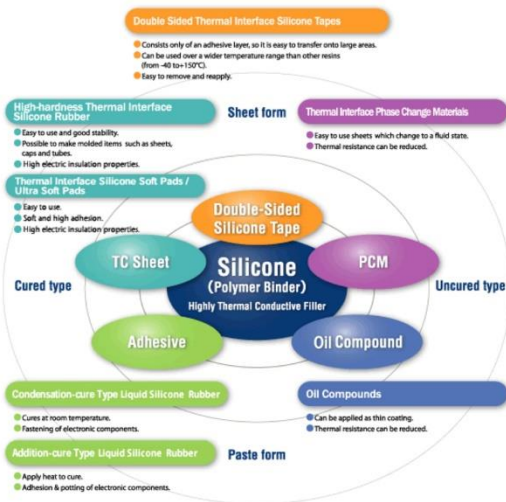 Double Sided Thermal Interface Silicone Tapes
Consists only of an adhesive layer, so it is easy to transfer onto large areas.
Can be used over a wider temperature range than other resins
(from -40 to+150°C).
Easy to remove and reapply.
High-hardness Thermal Interface
Silicone Rubber
Easy to use and good stability.
Possible to make molded items such as sheets,
caps and tubes.
High electric insulation properties.
Sheet form
Thermal Interface Phase Change Materials
Easy to use sheets which change to a fluid state.
Thermal resistance can be reduced.
Thermal Interface Silicone Soft Pads /
Ultra Soft Pads
Easy to use.
Soft and high adhesion.
High electric insulation properties.
Double-Sided
Silicone Tape
TC Sheet
Silicone
(Polymer Binder)
Highly Thermal Conductive Filler
PCM
Cured type
Uncured type
Adhesive
Oil Compound
Condensation-cure Type Liquid Silicone Rubber
Cures at room temperature.
Fastening of electronic components.
Oil Compounds
Can be applied as thin coating.
Thermal resistance can be reduced.
Addition-cure Type Liquid Silicone Rubber
Apply heat to cure.
Adhesion & potting of electronic components.
Paste form